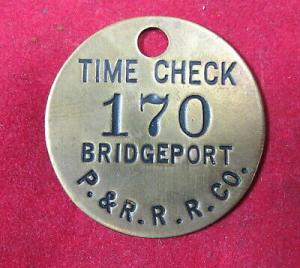 TIME CHECK
170
BRIDGEPORT
P. & R. R. R. CO.